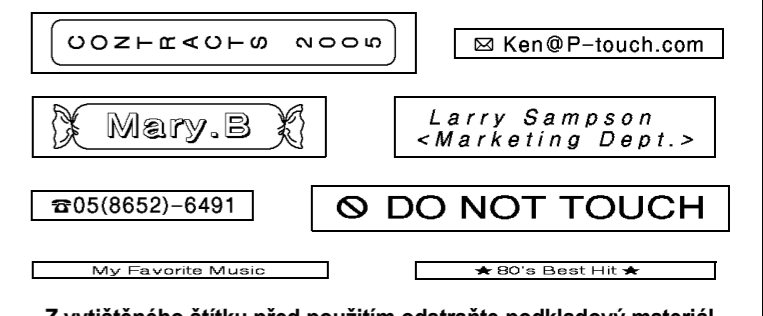 CONTRACTS 2005
✉ Ken@P-touch.com
Mary.B
Larry Sampson
<Marketing Dept.>
☎05(8652)-6491
🛇 DO NOT TOUCH
My Favorite Music
★ 80's Best Hit ★
Z vytištěného štítku před použitím odstraňte podkladový materiál